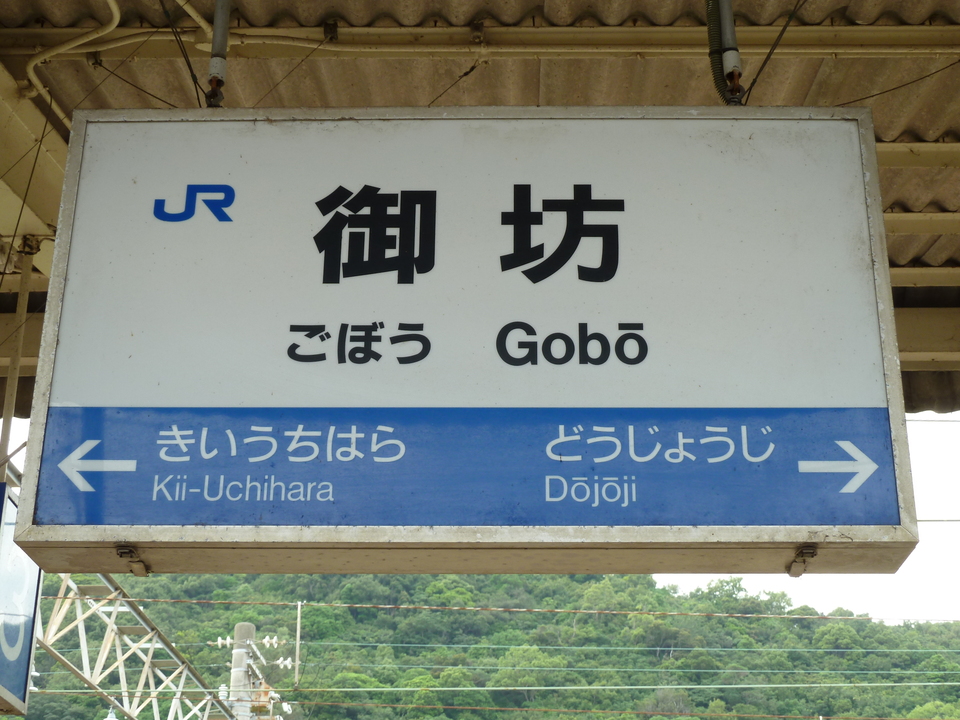 JR 御坊
ごぼう Gobō
きいうちはら どうじょうじ
Kii-Uchihara Dōjōji